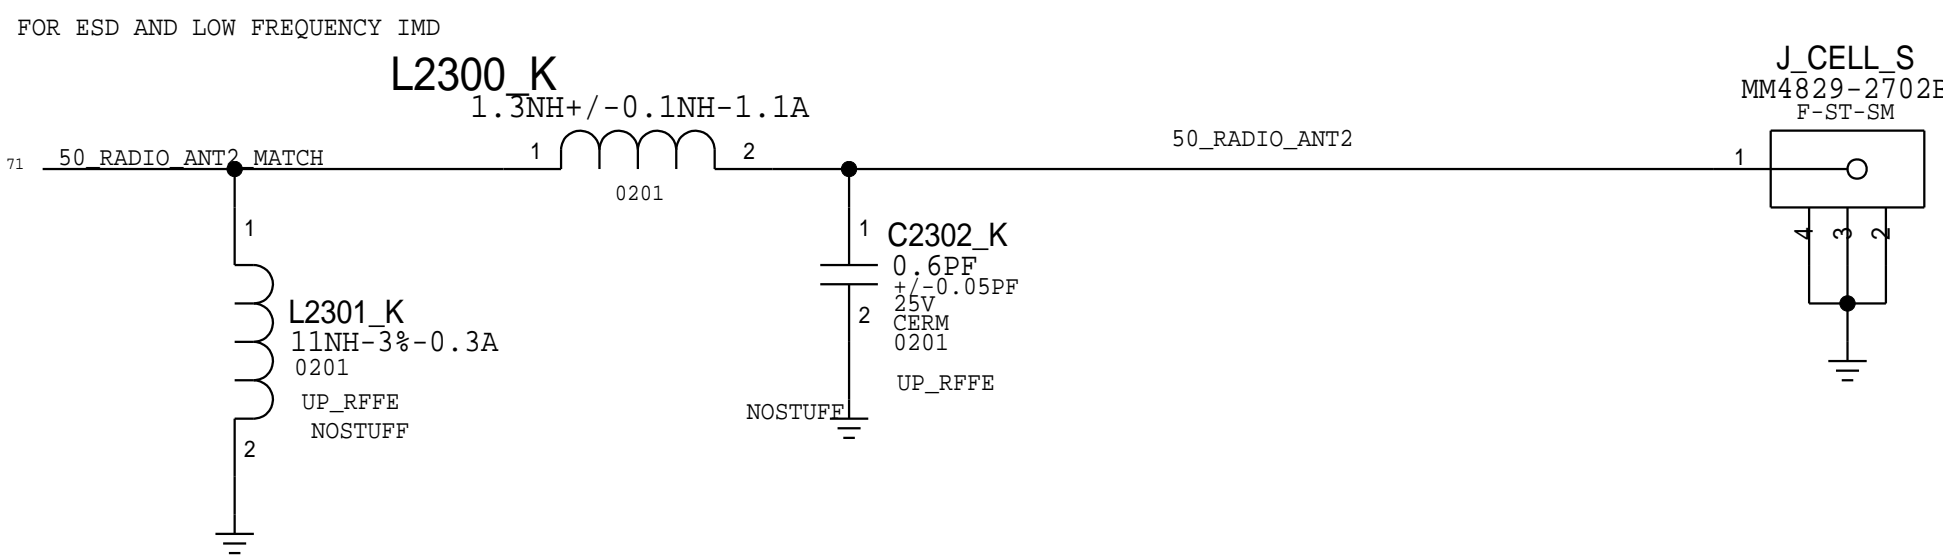 FOR ESD AND LOW FREQUENCY IMD
L2300_K
1.3NH+/-0.1NH-1.1A
J_CELL_S
MM4829-2702B
F-ST-SM
71
50_RADIO_ANT2_MATCH
1
2
0201
50_RADIO_ANT2
1
4
3
2
1
L2301_K
11NH-3%-0.3A
0201
UP_RFFE
NOSTUFF
2
1
C2302_K
0.6PF
+/-0.05PF
25V
CERM
0201
2
UP_RFFE
NOSTUFF